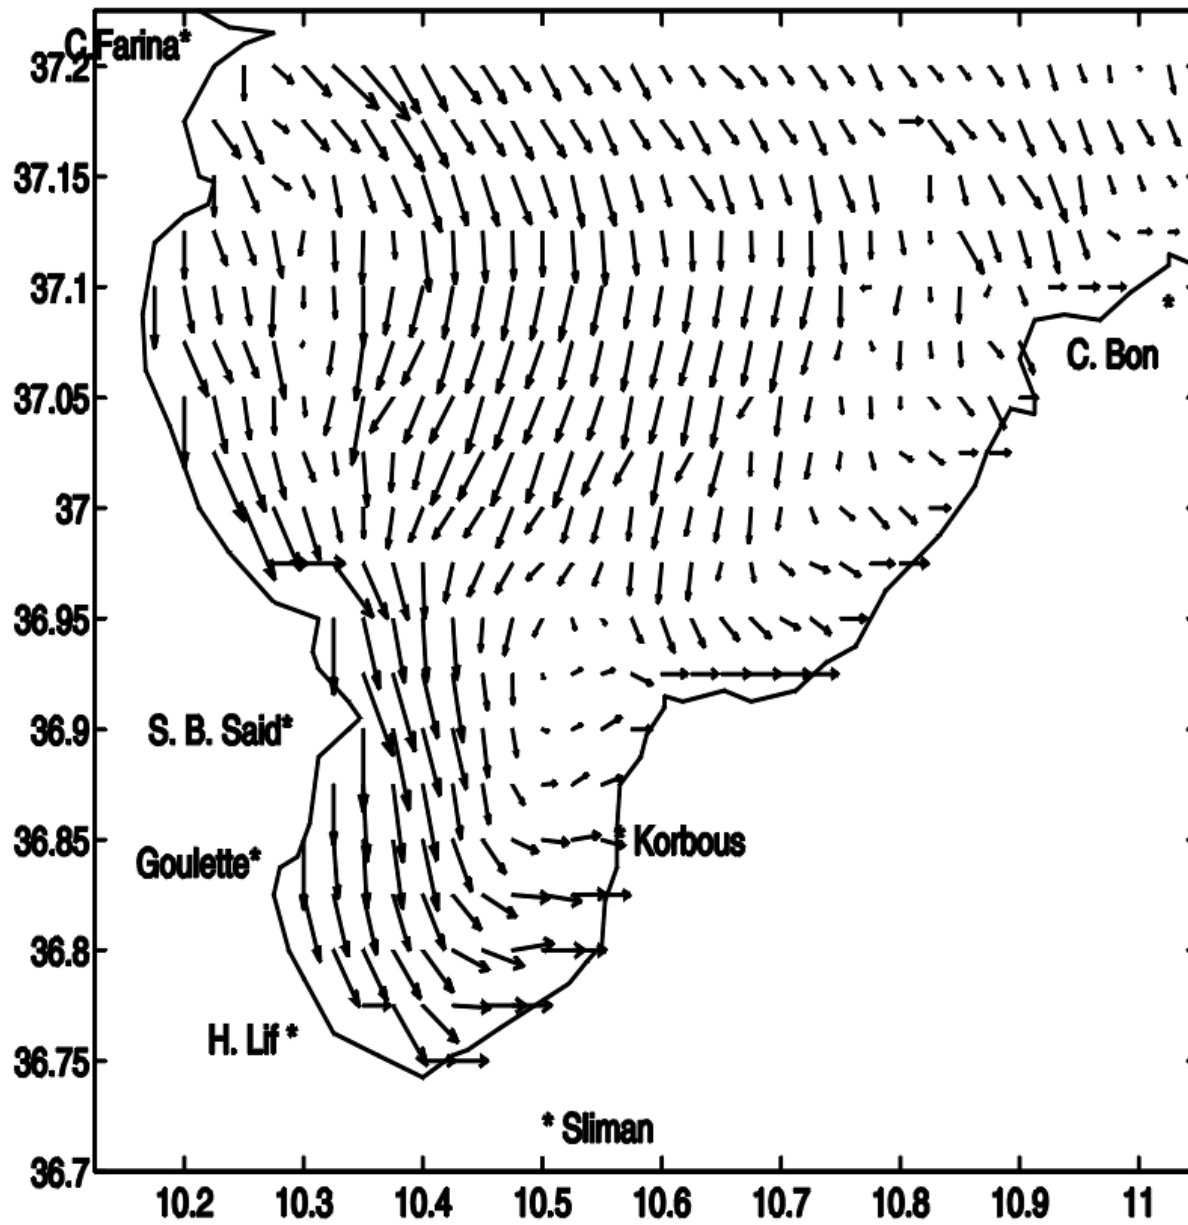 C.Farina*
37.2
37.15
37.1
*
C. Bon
37.05
37
36.95
S. B. Said*
36.9
36.85
* Korbous
Goulette*
36.8
H. Lif *
36.75
* Sliman
36.7
10.2 10.3 10.4 10.5 10.6 10.7 10.8 10.9 11